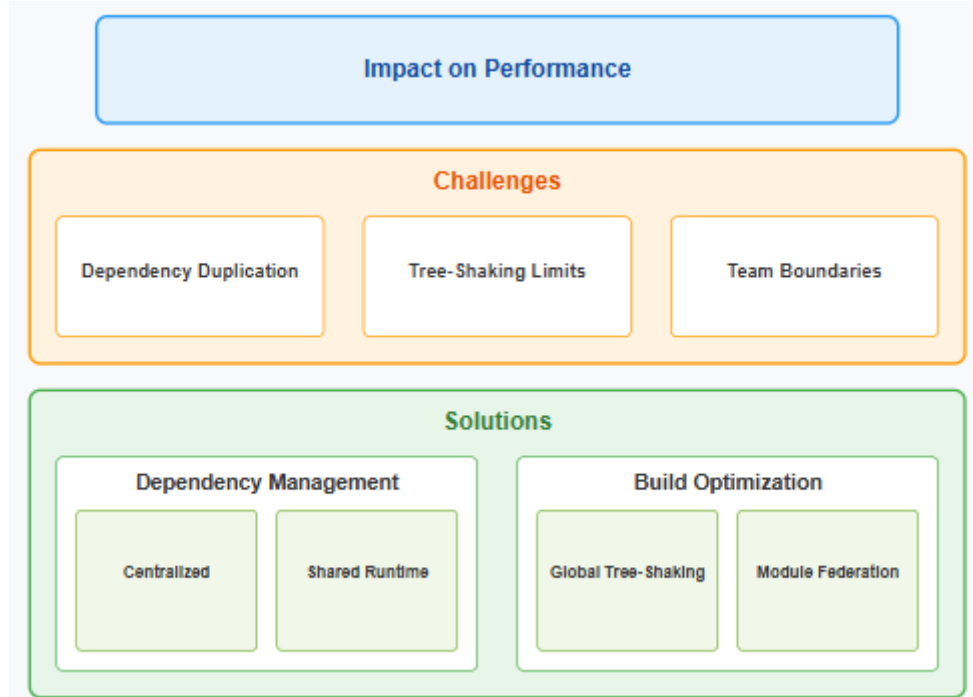 Impact on Performance
Challenges
Dependency Duplication
Tree-Shaking Limits
Team Boundaries
Solutions
Dependency Management
Build Optimization
Centralized
Shared Runtime
Global Tree-Shaking
Module Federation